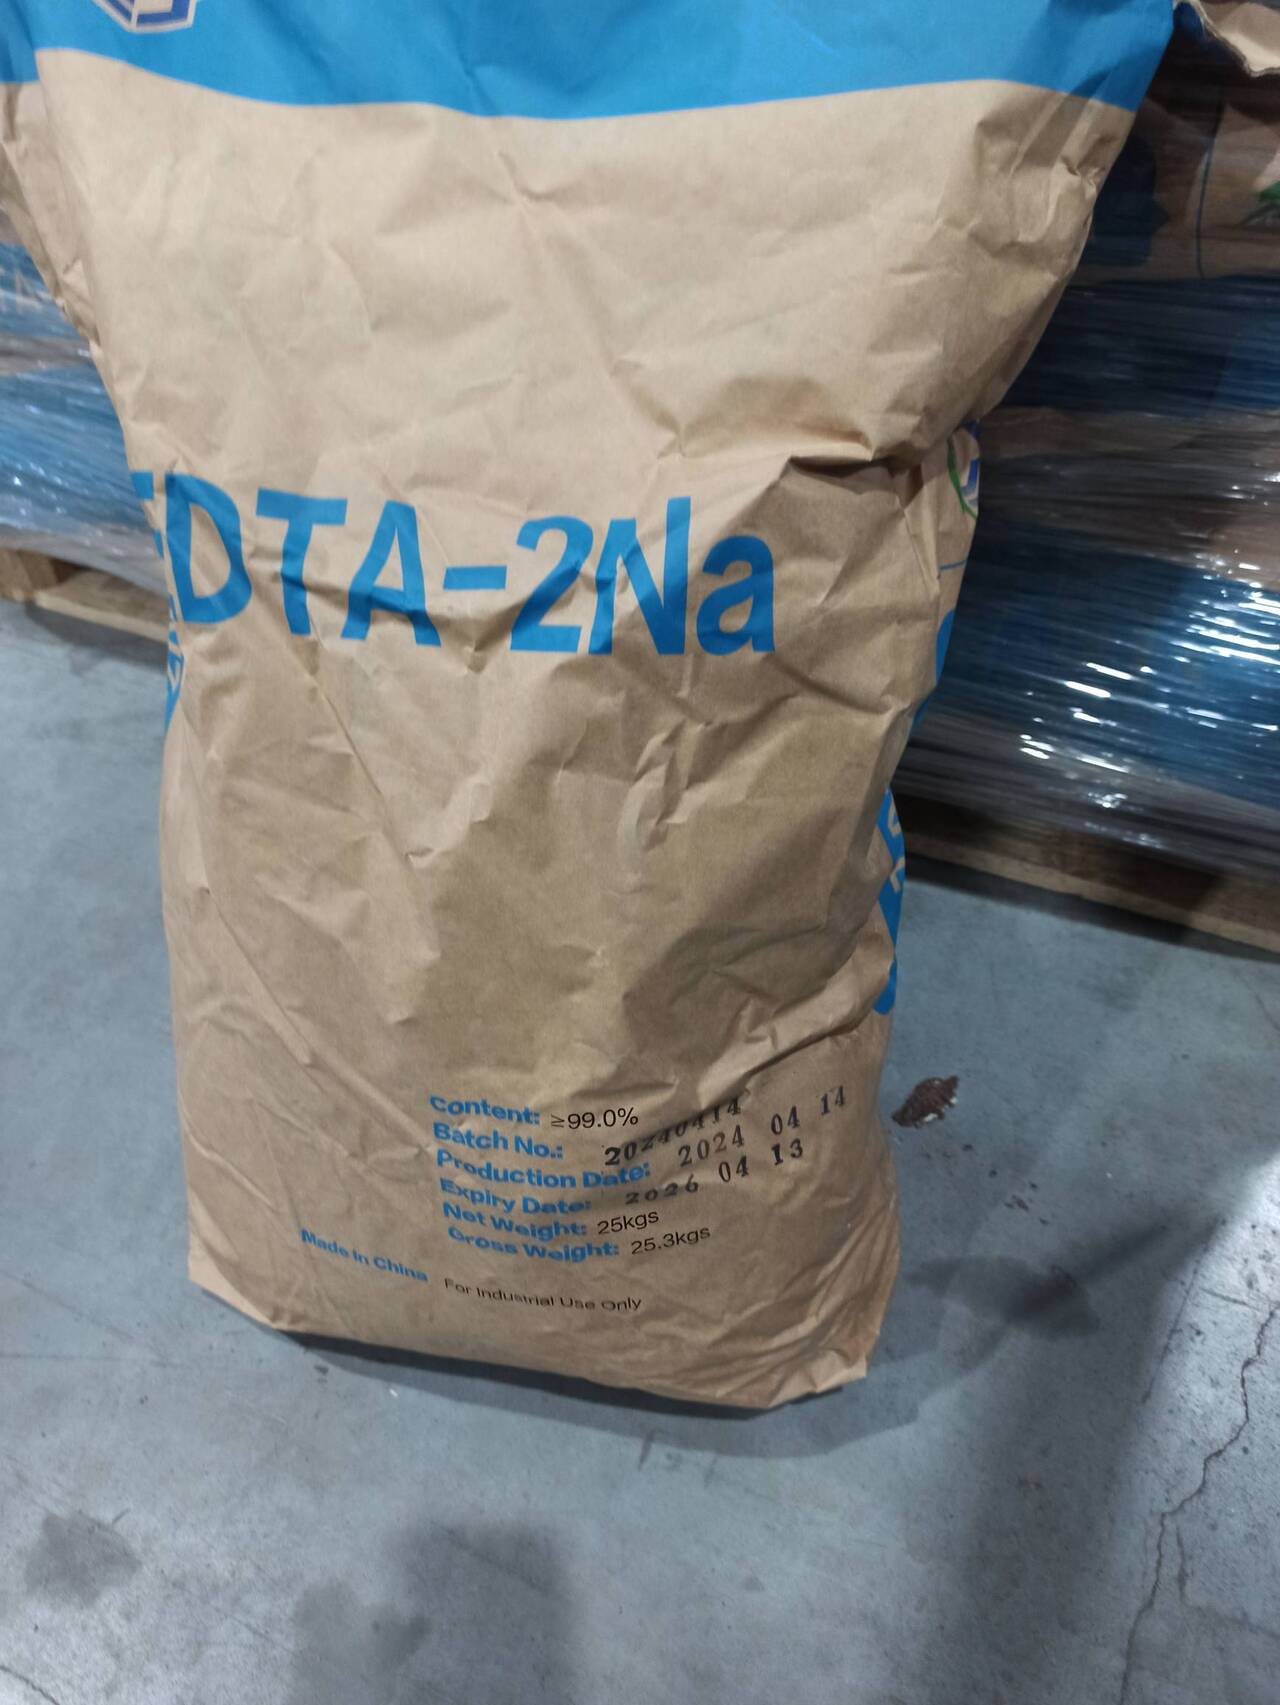 EDTA-2Na
Content: ≥99.0%
Batch No.: 20240414
Production Date: 2024 04 14
Expiry Date: 2026 04 13
Net Weight: 25kgs
Gross Weight: 25.3kgs
Made in China For Industrial Use Only